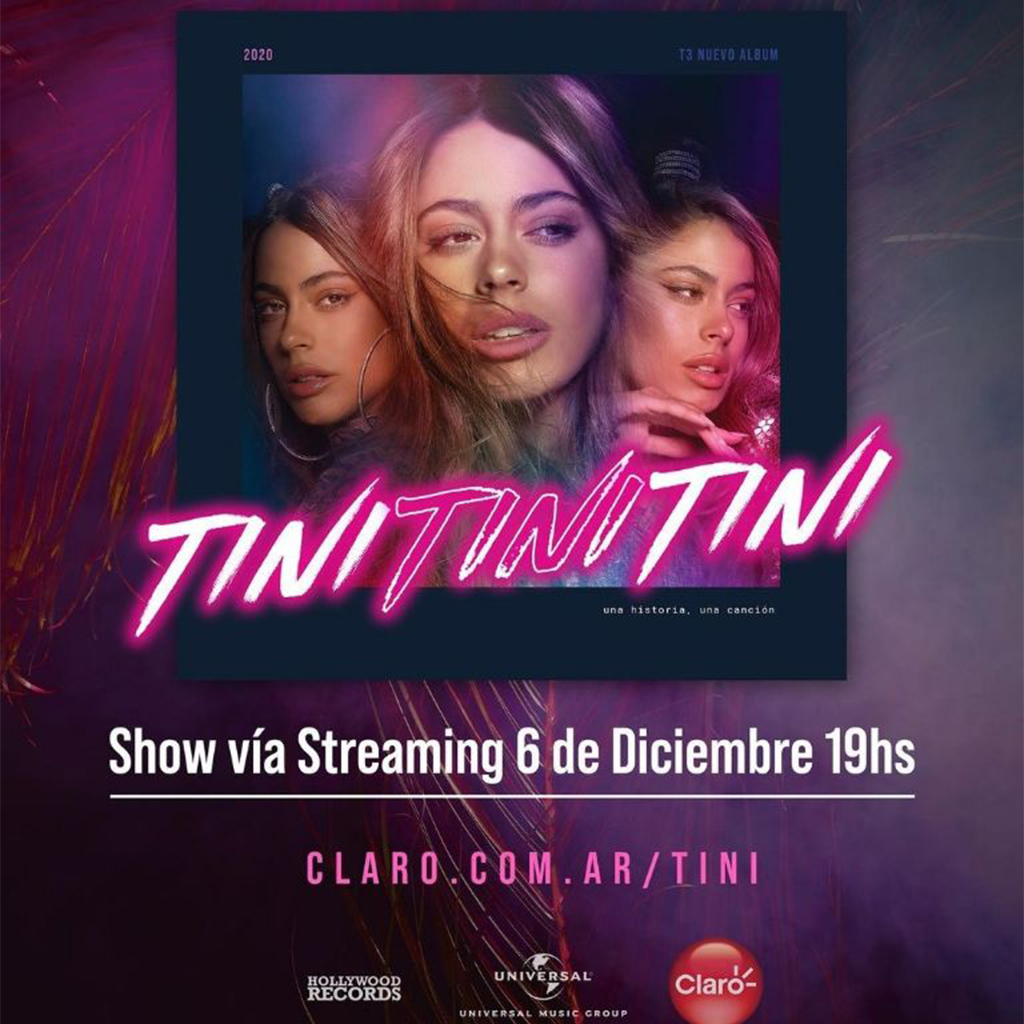 2020
T3 NUEVO ALBUM
TINI TINI TINI
una historia, una canción
Show vía Streaming 6 de Diciembre 19hs
CLARO.COM.AR/TINI
HOLLYWOOD
RECORDS
UNIVERSAL
UNIVERSAL MUSIC GROUP
Claro